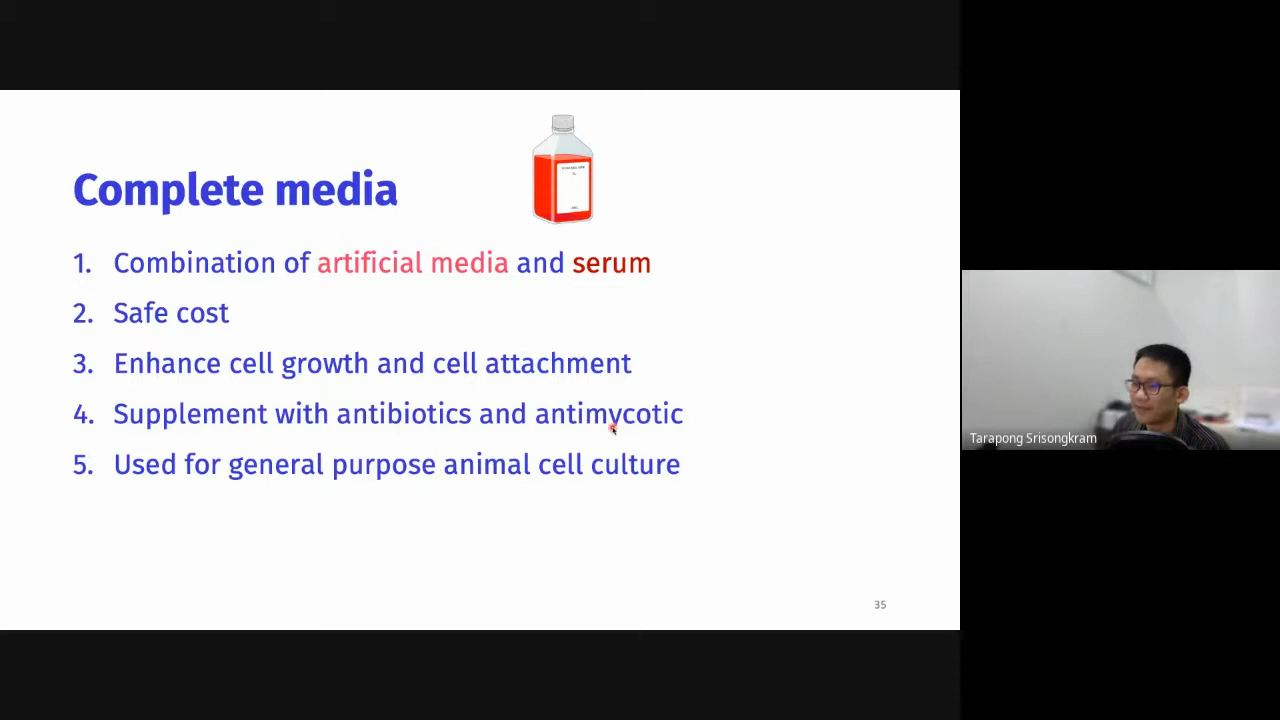 Complete media
1. Combination of artificial media and serum
2. Safe cost
3. Enhance cell growth and cell attachment
4. Supplement with antibiotics and antimycotic
5. Used for general purpose animal cell culture
35
Tarapong Srisongkram